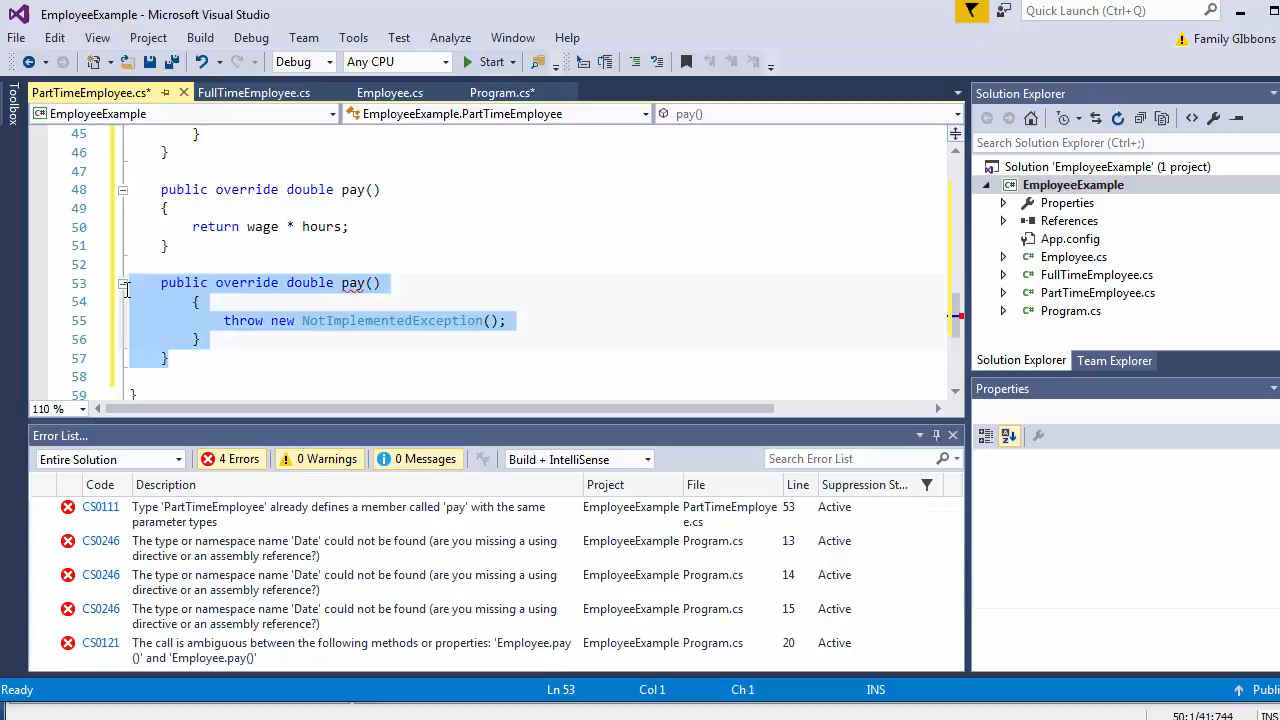 EmployeeExample - Microsoft Visual Studio
Quick Launch (Ctrl+Q)
File Edit View Project Build Debug Team Tools Test Analyze Window Help
Family Gibbons
Debug Any CPU Start
Toolbox
PartTimeEmployee.cs* FullTimeEmployee.cs Employee.cs Program.cs*
EmployeeExample EmployeeExample.PartTimeEmployee pay()
45 }
46 }
47
48 public override double pay()
49 {
50 return wage * hours;
51 }
52
53 public override double pay()
54 {
55 throw new NotImplementedException();
56 }
57 }
58
59 }
110 %
Solution Explorer
Search Solution Explorer (Ctrl+;)
Solution 'EmployeeExample' (1 project)
EmployeeExample
Properties
References
App.config
Employee.cs
FullTimeEmployee.cs
PartTimeEmployee.cs
Program.cs
Solution Explorer Team Explorer
Properties
Error List...
Entire Solution 4 Errors 0 Warnings 0 Messages Build + IntelliSense Search Error List
Code Description Project File Line Suppression St...
CS0111 Type 'PartTimeEmployee' already defines a member called 'pay' with the same EmployeeExample PartTimeEmploye 53 Active
parameter types e.cs
CS0246 The type or namespace name 'Date' could not be found (are you missing a using EmployeeExample Program.cs 13 Active
directive or an assembly reference?)
CS0246 The type or namespace name 'Date' could not be found (are you missing a using EmployeeExample Program.cs 14 Active
directive or an assembly reference?)
CS0246 The type or namespace name 'Date' could not be found (are you missing a using EmployeeExample Program.cs 15 Active
directive or an assembly reference?)
CS0121 The call is ambiguous between the following methods or properties: 'Employee.pay EmployeeExample Program.cs 20 Active
()' and 'Employee.pay()'
Ready Ln 53 Col 1 Ch 1 INS Publi
50:1/41:744 INS